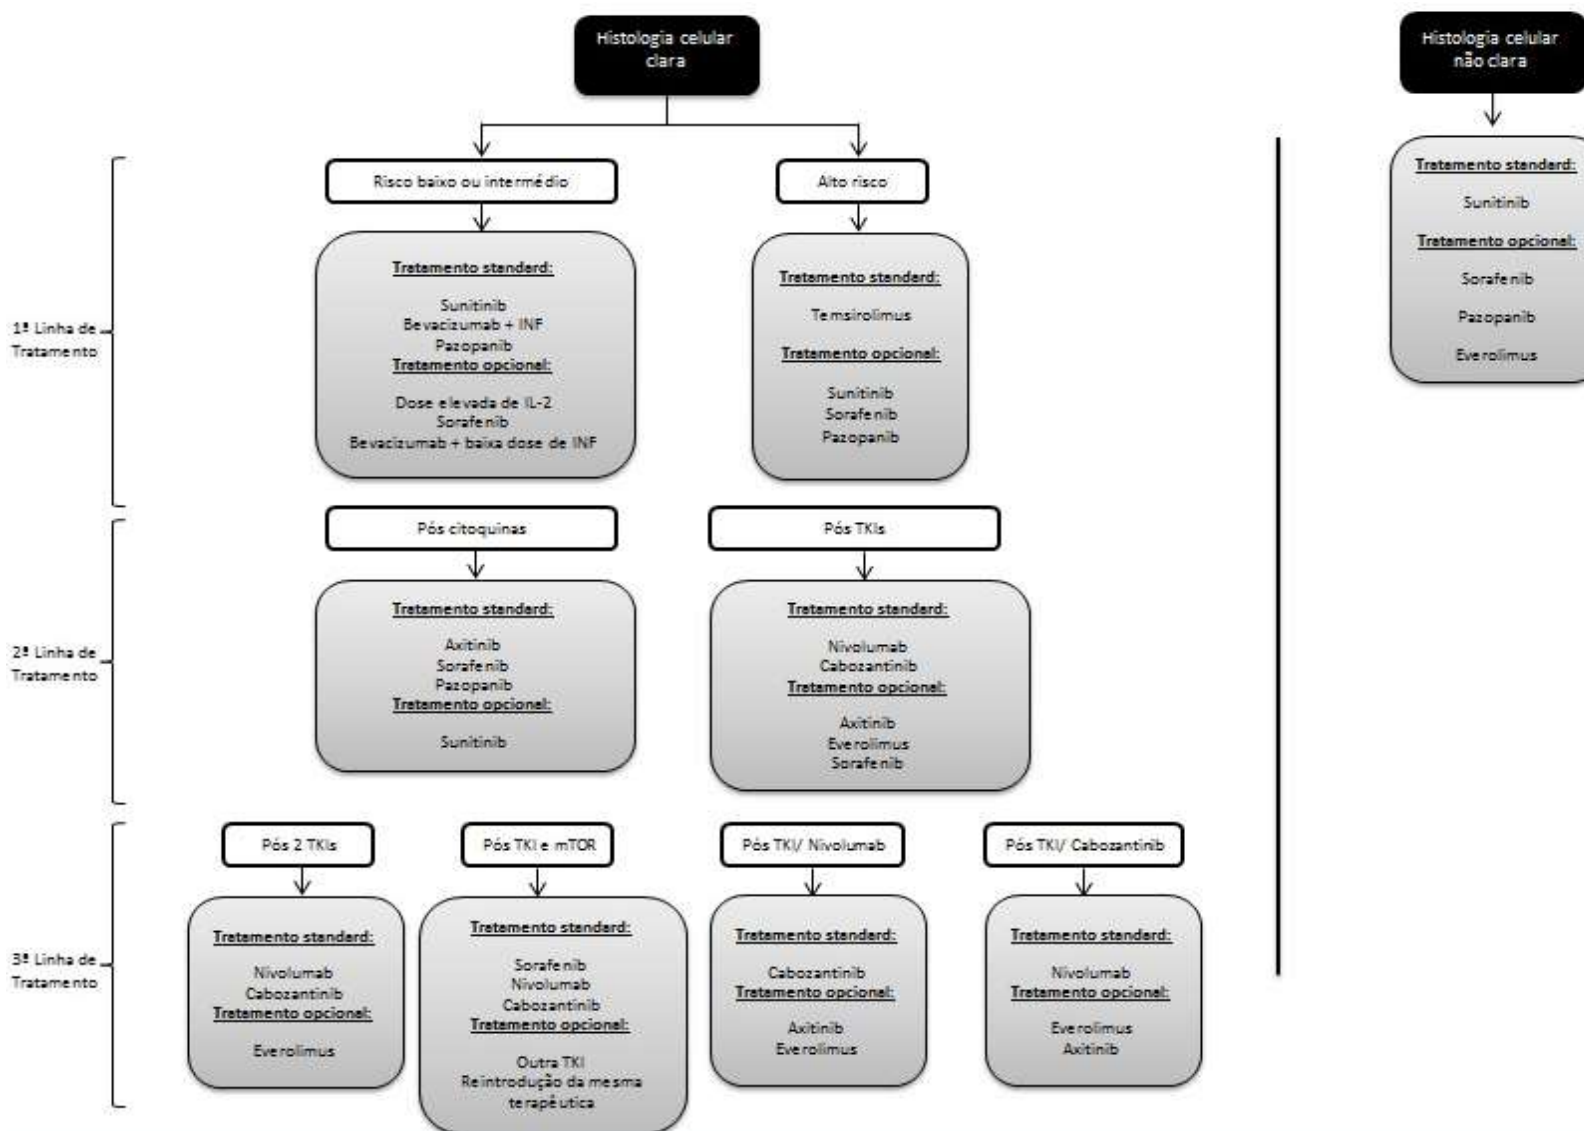 Histologia celular
clara
Histologia celular
não clara
1ª Linha de
Tratamento
Risco baixo ou intermédio
Tratamento standard:
Sunitinib
Bevacizumab + INF
Pazopanib
Tratamento opcional:
Dose elevada de IL-2
Sorafenib
Bevacizumab + baixa dose de INF
Alto risco
Tratamento standard:
Temsirolimus
Tratamento opcional:
Sunitinib
Sorafenib
Pazopanib
Tratamento standard:
Sunitinib
Tratamento opcional:
Sorafenib
Pazopanib
Everolimus
2ª Linha de
Tratamento
Pós citoquinas
Tratamento standard:
Axitinib
Sorafenib
Pazopanib
Tratamento opcional:
Sunitinib
Pós TKIs
Tratamento standard:
Nivolumab
Cabozantinib
Tratamento opcional:
Axitinib
Everolimus
Sorafenib
3ª Linha de
Tratamento
Pós 2 TKIs
Tratamento standard:
Nivolumab
Cabozantinib
Tratamento opcional:
Everolimus
Pós TKI e mTOR
Tratamento standard:
Sorafenib
Nivolumab
Cabozantinib
Tratamento opcional:
Outra TKI
Reintrodução da mesma
terapêutica
Pós TKI/ Nivolumab
Tratamento standard:
Cabozantinib
Tratamento opcional:
Axitinib
Everolimus
Pós TKI/ Cabozantinib
Tratamento standard:
Nivolumab
Tratamento opcional:
Everolimus
Axitinib